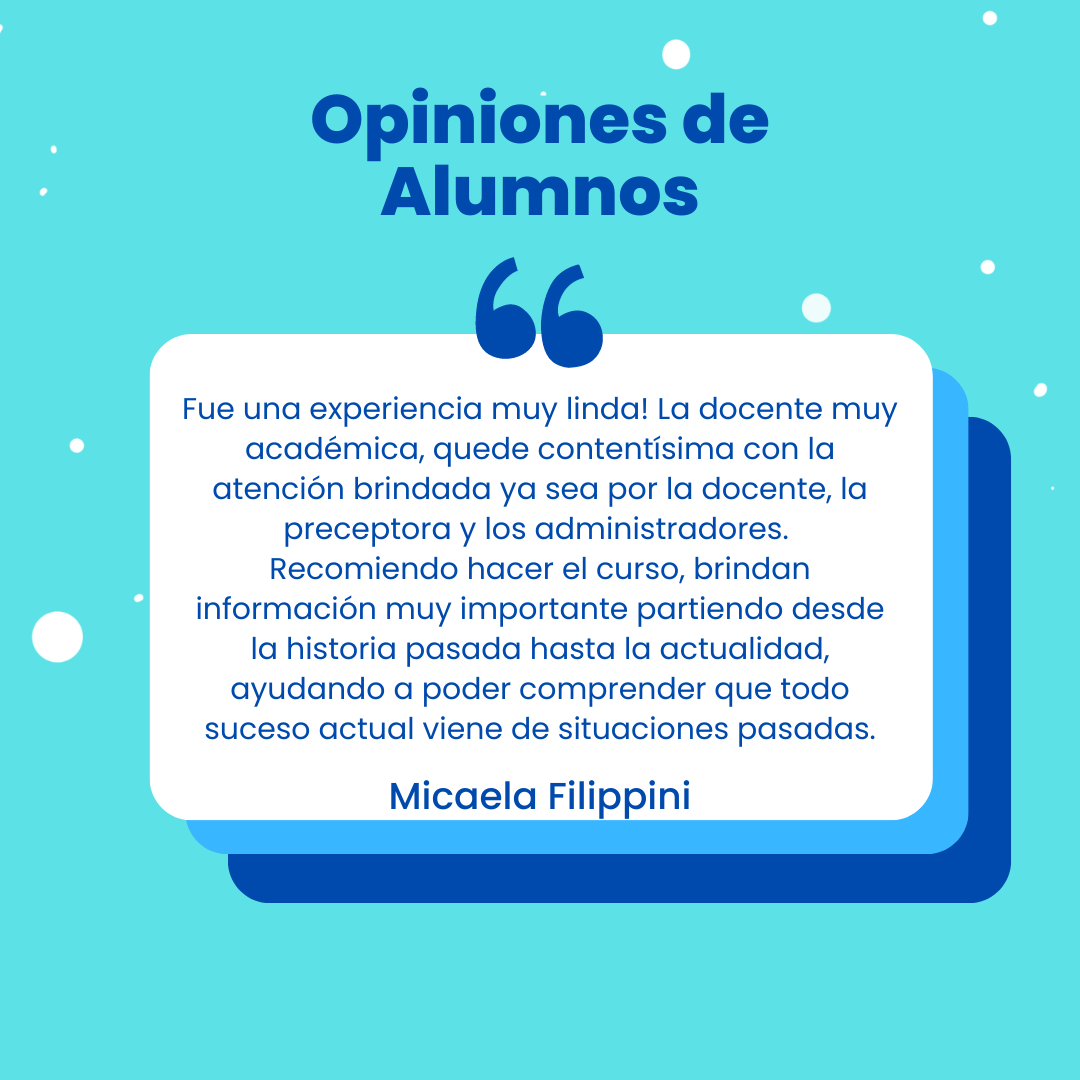 Opiniones de
Alumnos
Fue una experiencia muy linda! La docente muy
académica, quede contentísima con la
atención brindada ya sea por la docente, la
preceptora y los administradores.
Recomiendo hacer el curso, brindan
información muy importante partiendo desde
la historia pasada hasta la actualidad,
ayudando a poder comprender que todo
suceso actual viene de situaciones pasadas.
Micaela Filippini